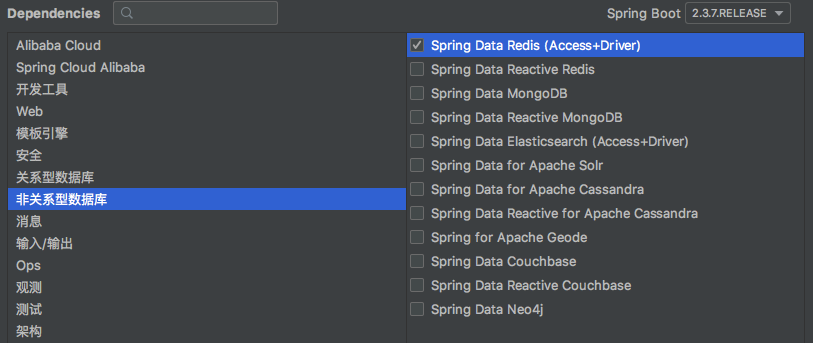 Dependencies
Spring Boot 2.3.7.RELEASE
Alibaba Cloud
Spring Cloud Alibaba
开发工具
Web
模板引擎
安全
关系型数据库
非关系型数据库
消息
输入/输出
Ops
观测
测试
架构
Spring Data Redis (Access+Driver)
Spring Data Reactive Redis
Spring Data MongoDB
Spring Data Reactive MongoDB
Spring Data Elasticsearch (Access+Driver)
Spring Data for Apache Solr
Spring Data for Apache Cassandra
Spring Data Reactive for Apache Cassandra
Spring for Apache Geode
Spring Data Couchbase
Spring Data Reactive Couchbase
Spring Data Neo4j